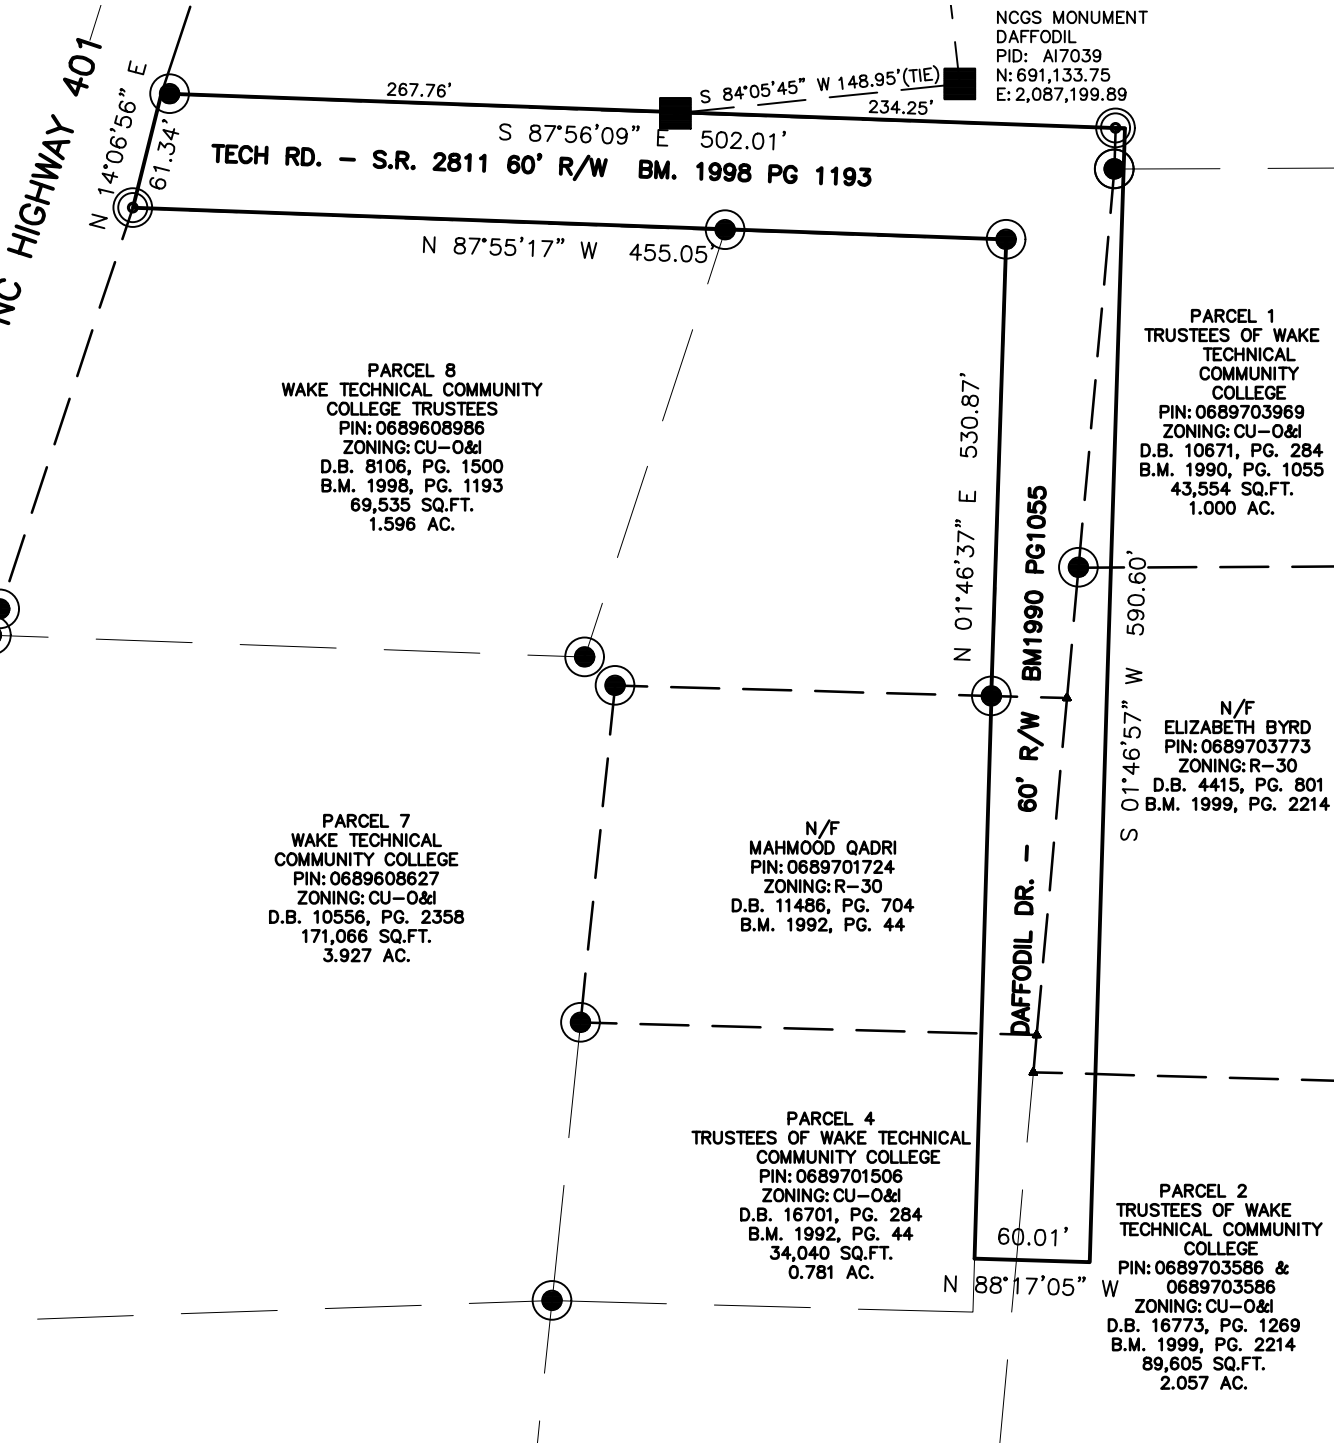 NCGS MONUMENT
DAFFODIL
PID: AI7039
N: 691,133.75
E: 2,087,199.89
NC HIGHWAY 401
N 14°06'56" E
61.34'
267.76'
S 84°05'45" W 148.95'(TIE)
234.25'
S 87°56'09" E 502.01'
TECH RD. – S.R. 2811 60' R/W BM. 1998 PG 1193
N 87°55'17" W 455.05'
PARCEL 8
WAKE TECHNICAL COMMUNITY
COLLEGE TRUSTEES
PIN: 0689608986
ZONING: CU–O&I
D.B. 8106, PG. 1500
B.M. 1998, PG. 1193
69,535 SQ.FT.
1.596 AC.
N 01°46'37" E 530.87'
DAFFODIL DR. – 60' R/W BM1990 PG1055
S 01°46'57" W 590.60'
PARCEL 1
TRUSTEES OF WAKE
TECHNICAL
COMMUNITY
COLLEGE
PIN: 0689703969
ZONING: CU–O&I
D.B. 10671, PG. 284
B.M. 1990, PG. 1055
43,554 SQ.FT.
1.000 AC.
N/F
ELIZABETH BYRD
PIN: 0689703773
ZONING: R–30
D.B. 4415, PG. 801
B.M. 1999, PG. 2214
PARCEL 7
WAKE TECHNICAL
COMMUNITY COLLEGE
PIN: 0689608627
ZONING: CU–O&I
D.B. 10556, PG. 2358
171,066 SQ.FT.
3.927 AC.
N/F
MAHMOOD QADRI
PIN: 0689701724
ZONING: R–30
D.B. 11486, PG. 704
B.M. 1992, PG. 44
PARCEL 4
TRUSTEES OF WAKE TECHNICAL
COMMUNITY COLLEGE
PIN: 0689701506
ZONING: CU–O&I
D.B. 16701, PG. 284
B.M. 1992, PG. 44
34,040 SQ.FT.
0.781 AC.
60.01'
N 88°17'05" W
PARCEL 2
TRUSTEES OF WAKE
TECHNICAL COMMUNITY
COLLEGE
PIN: 0689703586 &
0689703586
ZONING: CU–O&I
D.B. 16773, PG. 1269
B.M. 1999, PG. 2214
89,605 SQ.FT.
2.057 AC.